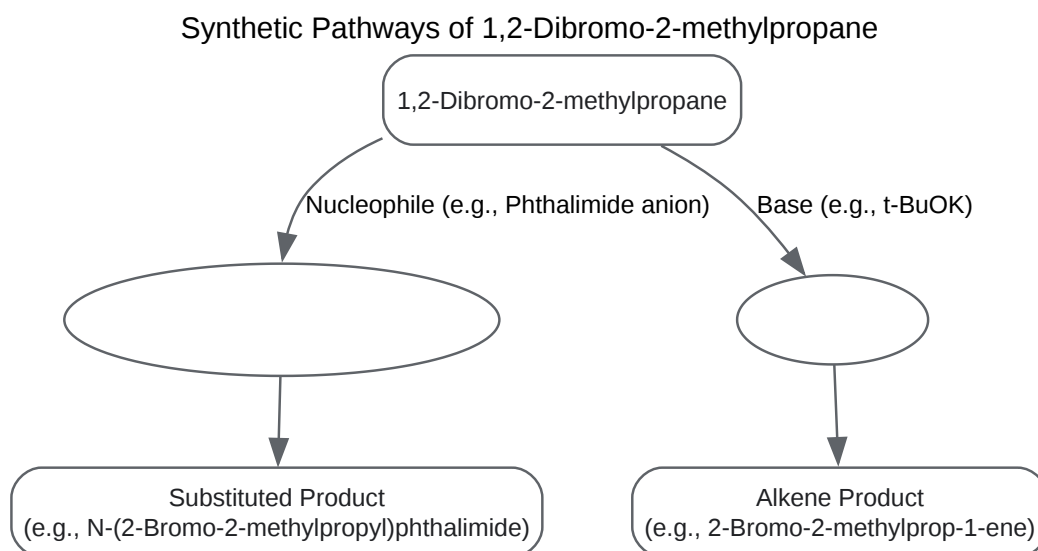 Synthetic Pathways of 1,2-Dibromo-2-methylpropane
1,2-Dibromo-2-methylpropane
Nucleophile (e.g., Phthalimide anion)
Base (e.g., t-BuOK)
Substituted Product
(e.g., N-(2-Bromo-2-methylpropyl)phthalimide)
Alkene Product
(e.g., 2-Bromo-2-methylprop-1-ene)